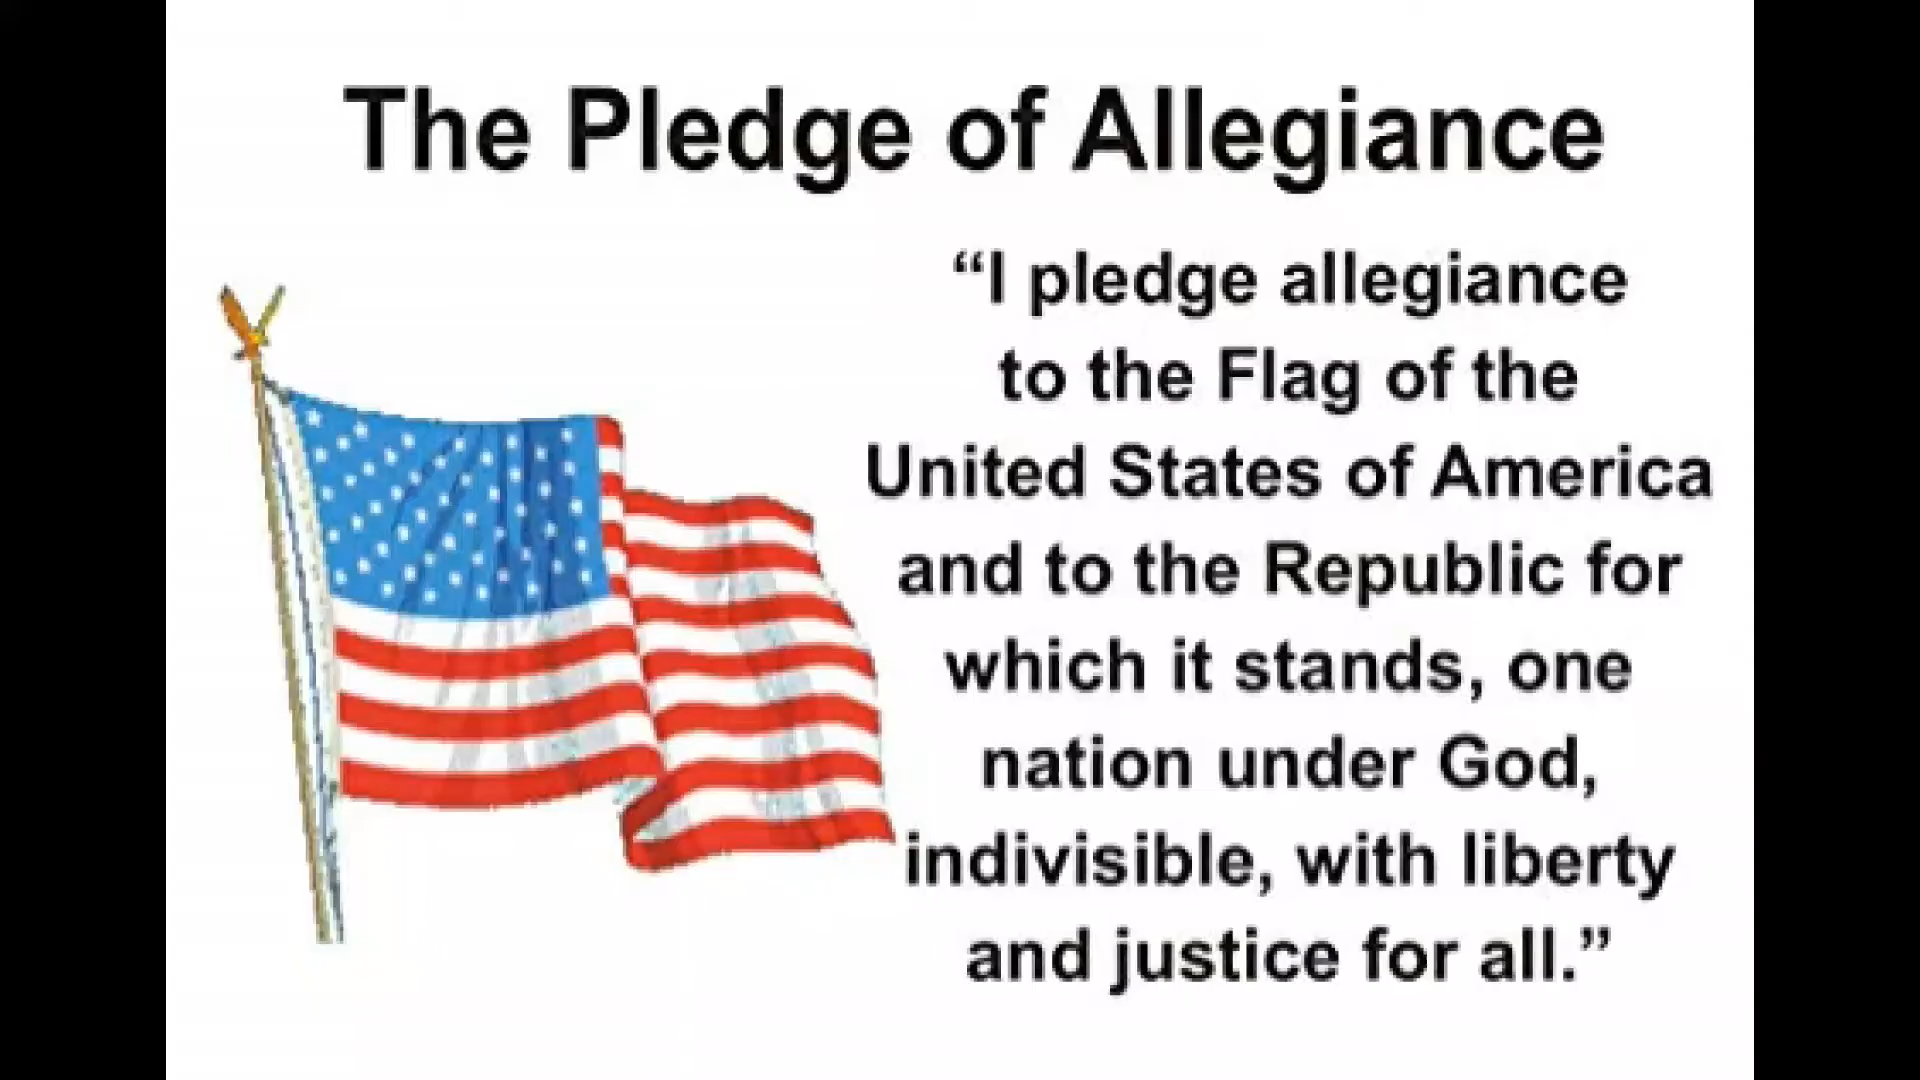 The Pledge of Allegiance
“I pledge allegiance
to the Flag of the
United States of America
and to the Republic for
which it stands, one
nation under God,
indivisible, with liberty
and justice for all.”